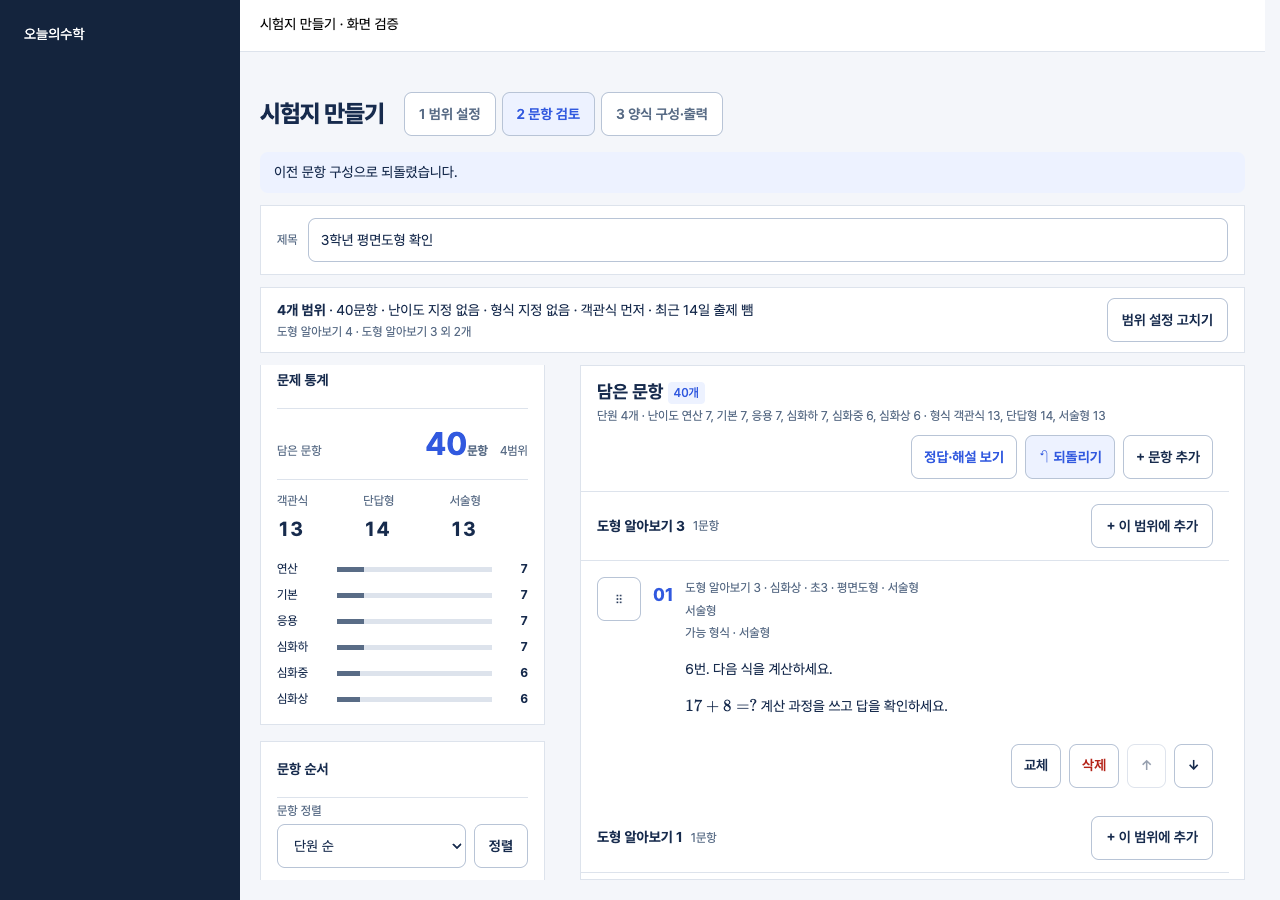 오늘의수학
시험지 만들기 · 화면 검증
시험지 만들기
1 범위 설정
2 문항 검토
3 양식 구성·출력
이전 문항 구성으로 되돌렸습니다.
제목
3학년 평면도형 확인
4개 범위 · 40문항 · 난이도 지정 없음 · 형식 지정 없음 · 객관식 먼저 · 최근 14일 출제 뺌
도형 알아보기 4 · 도형 알아보기 3 외 2개
범위 설정 고치기
문제 통계
담은 문항 40문항 4범위
객관식 단답형 서술형
13 14 13
연산 7
기본 7
응용 7
심화하 7
심화중 6
심화상 6
문항 순서
문항 정렬
단원 순
정렬
담은 문항 40개
단원 4개 · 난이도 연산 7, 기본 7, 응용 7, 심화하 7, 심화중 6, 심화상 6 · 형식 객관식 13, 단답형 14, 서술형 13
정답·해설 보기
되돌리기
+ 문항 추가
도형 알아보기 3 1문항
+ 이 범위에 추가
01
도형 알아보기 3 · 심화상 · 초3 · 평면도형 · 서술형
서술형
가능 형식 · 서술형
6번. 다음 식을 계산하세요.
17 + 8 =? 계산 과정을 쓰고 답을 확인하세요.
교체
삭제
↑
↓
도형 알아보기 1 1문항
+ 이 범위에 추가